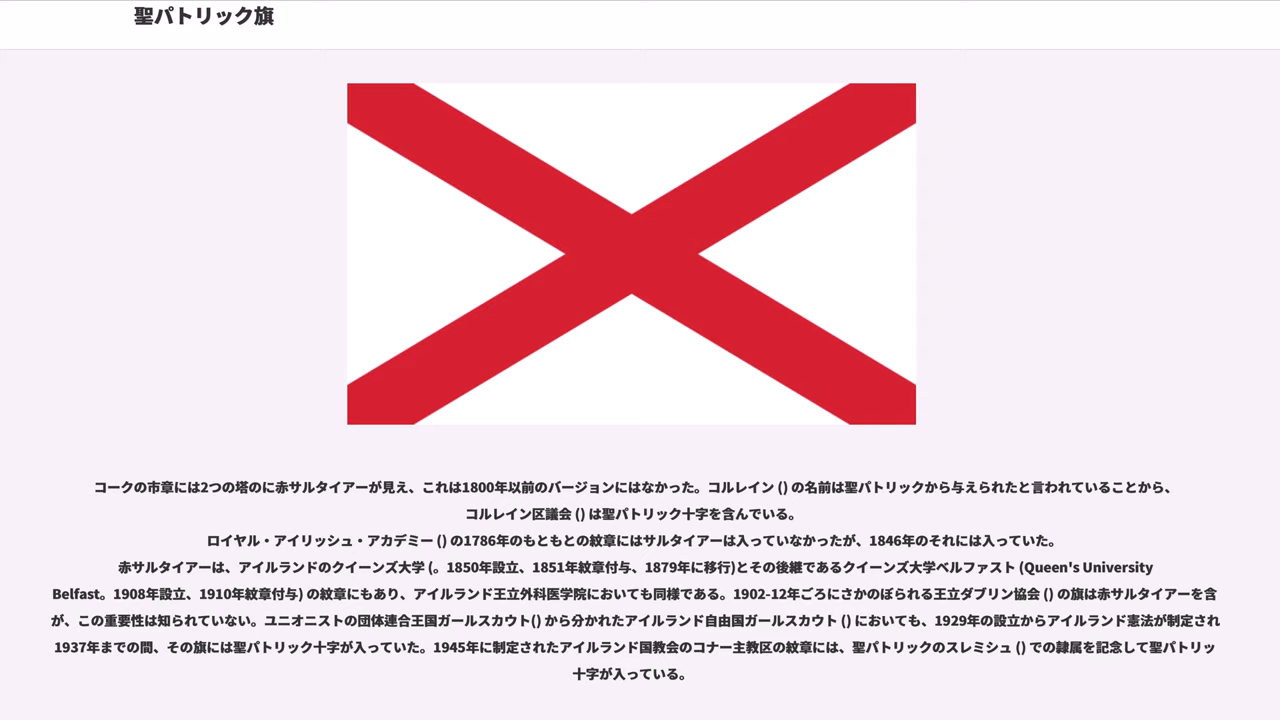 聖パトリック旗
コークの市章には2つの塔のに赤サルタイアーが見え、これは1800年以前のバージョンにはなかった。コルレイン () の名前は聖パトリックから与えられたと言われていることから、
コルレイン区議会 () は聖パトリック十字を含んでいる。
ロイヤル・アイリッシュ・アカデミー () の1786年のもともとの紋章にはサルタイアーは入っていなかったが、1846年のそれには入っていた。
赤サルタイアーは、アイルランドのクイーンズ大学 (。1850年設立、1851年紋章付与、1879年に移行)とその後継であるクイーンズ大学ベルファスト (Queen's University
Belfast。1908年設立、1910年紋章付与) の紋章にもあり、アイルランド王立外科医学院においても同様である。1902-12年ごろにさかのぼられる王立ダブリン協会 () の旗は赤サルタイアーを含
が、この重要性は知られていない。ユニオニストの団体連合王国ガールスカウト() から分かれたアイルランド自由国ガールスカウト () においても、1929年の設立からアイルランド憲法が制定され
1937年までの間、その旗には聖パトリック十字が入っていた。1945年に制定されたアイルランド国教会のコナー主教区の紋章には、聖パトリックのスレミシュ () での隷属を記念して聖パトリッ
十字が入っている。